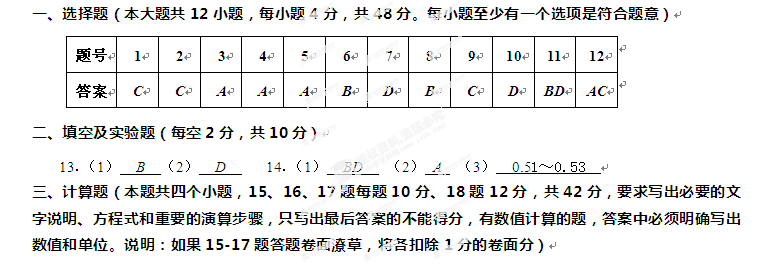 一、选择题（本大题共 12 小题，每小题 4 分，共 48 分。每小题至少有一个选项是符合题意）
题号 1 2 3 4 5 6 7 8 9 10 11 12
答案 C C A A A B D B C D BD AC
二、填空及实验题（每空 2 分，共 10 分）
13.（1） B （2） D 14.（1） BD （2） A （3） 0.51～0.53
三、计算题（本题共四个小题，15、16、17 题每题 10 分、18 题 12 分，共 42 分，要求写出必要的文
字说明、方程式和重要的演算步骤，只写出最后答案的不能得分，有数值计算的题，答案中必须明确写出
数值和单位。说明：如果 15-17 题答题卷面潦草，将各扣除 1 分的卷面分）